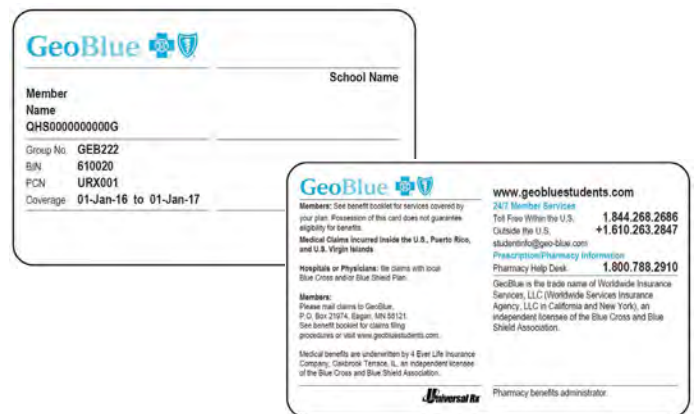 GeoBlue
School Name
Member
Name
QHS0000000000G
Group No. GEB222
BIN 610020
PCN URX001
Coverage 01-Jan-16 to 01-Jan-17
GeoBlue
Members: See benefit booklet for services covered by
your plan. Possession of this card does not guarantee
eligibility for benefits.
Medical Claims incurred inside the U.S., Puerto Rico,
and U.S. Virgin Islands
Hospitals or Physicians: file claims with local
Blue Cross and/or Blue Shield Plan.
Members:
Please mail claims to GeoBlue,
P.O. Box 21974, Eagan, MN 55121.
See benefit booklet for claims filing
procedures or visit www.geobluestudents.com.
Medical benefits are underwritten by 4 Ever Life Insurance
Company, Oakbrook Terrace, IL, an independent licensee
of the Blue Cross and Blue Shield Association.
Universal Rx
www.geobluestudents.com
24/7 Member Services
Toll Free Within the U.S. 1.844.268.2686
Outside the U.S. +1.610.263.2847
studentinfo@geo-blue.com
Prescription/Pharmacy Information
Pharmacy Help Desk 1.800.788.2910
GeoBlue is the trade name of Worldwide Insurance
Services, LLC (Worldwide Services Insurance
Agency, LLC in California and New York), an
independent licensee of the Blue Cross and Blue
Shield Association.
Pharmacy benefits administrator